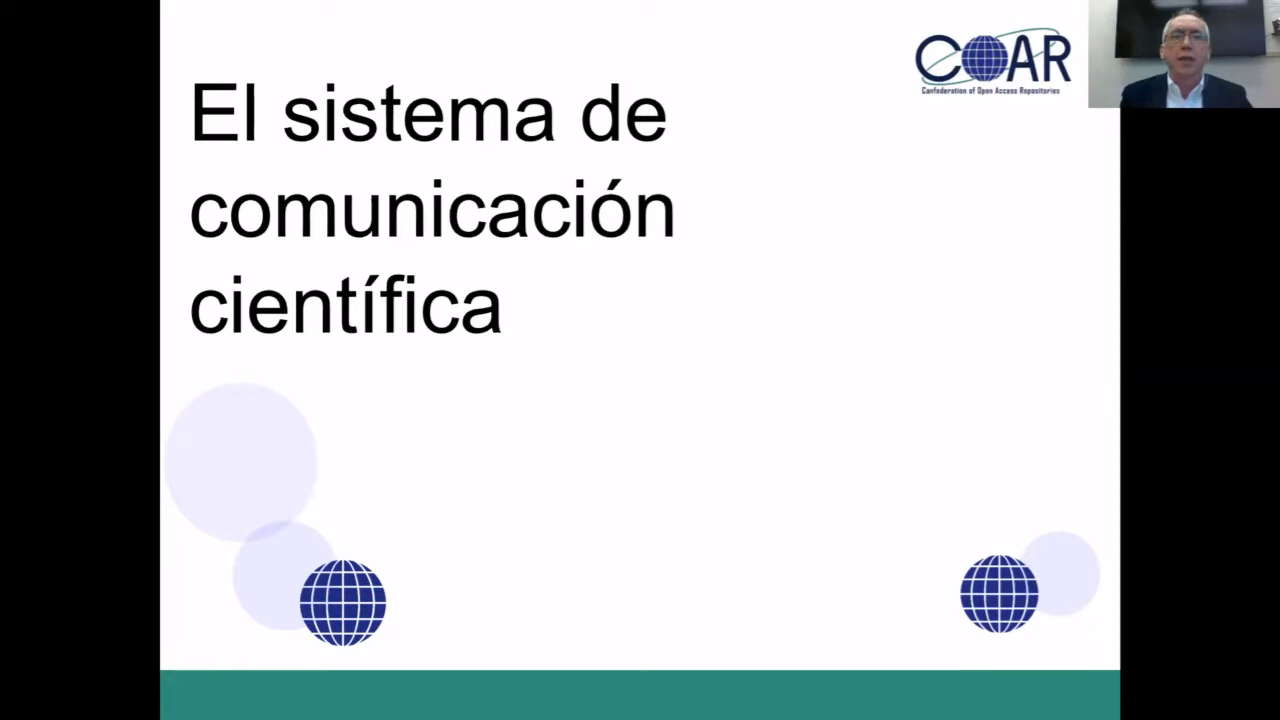 El sistema de
comunicación
científica
COAR
Confederation of Open Access Repositories